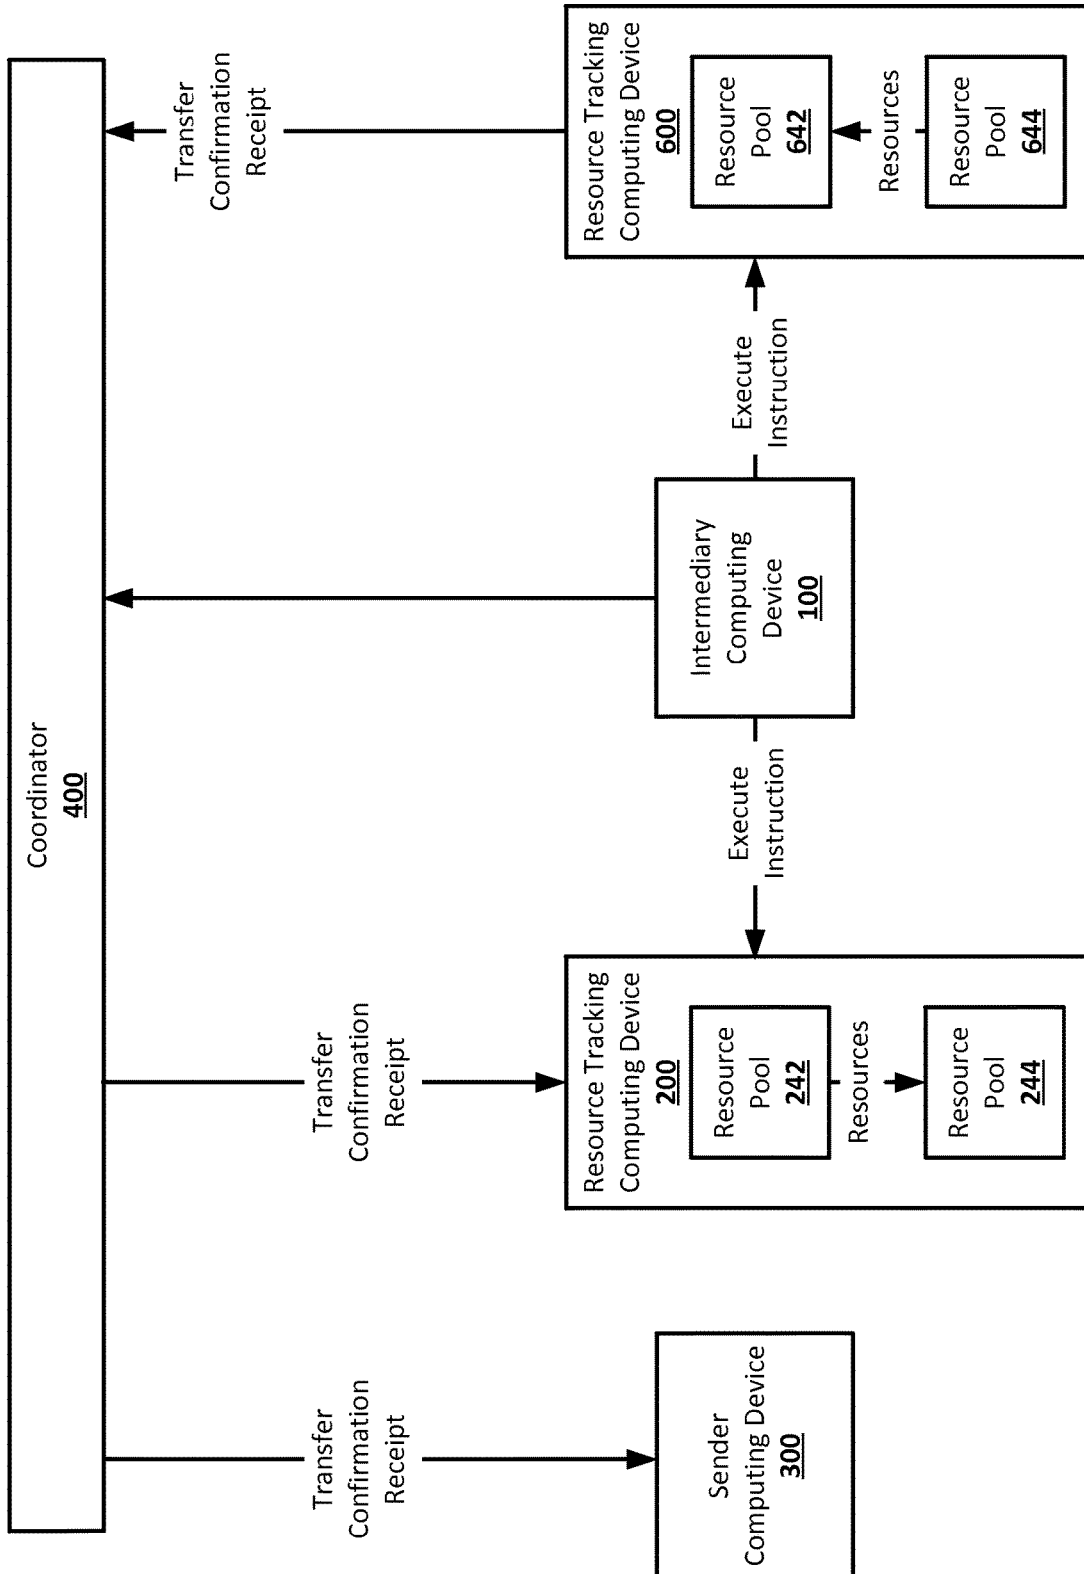 Coordinator
400
Transfer
Confirmation
Receipt
Transfer
Confirmation
Receipt
Transfer
Confirmation
Receipt
Sender
Computing Device
300
Resource Tracking
Computing Device
200
Resource
Pool
242
Resources
Resource
Pool
244
Execute
Instruction
Intermediary
Computing
Device
100
Execute
Instruction
Resource Tracking
Computing Device
600
Resource
Pool
642
Resources
Resource
Pool
644